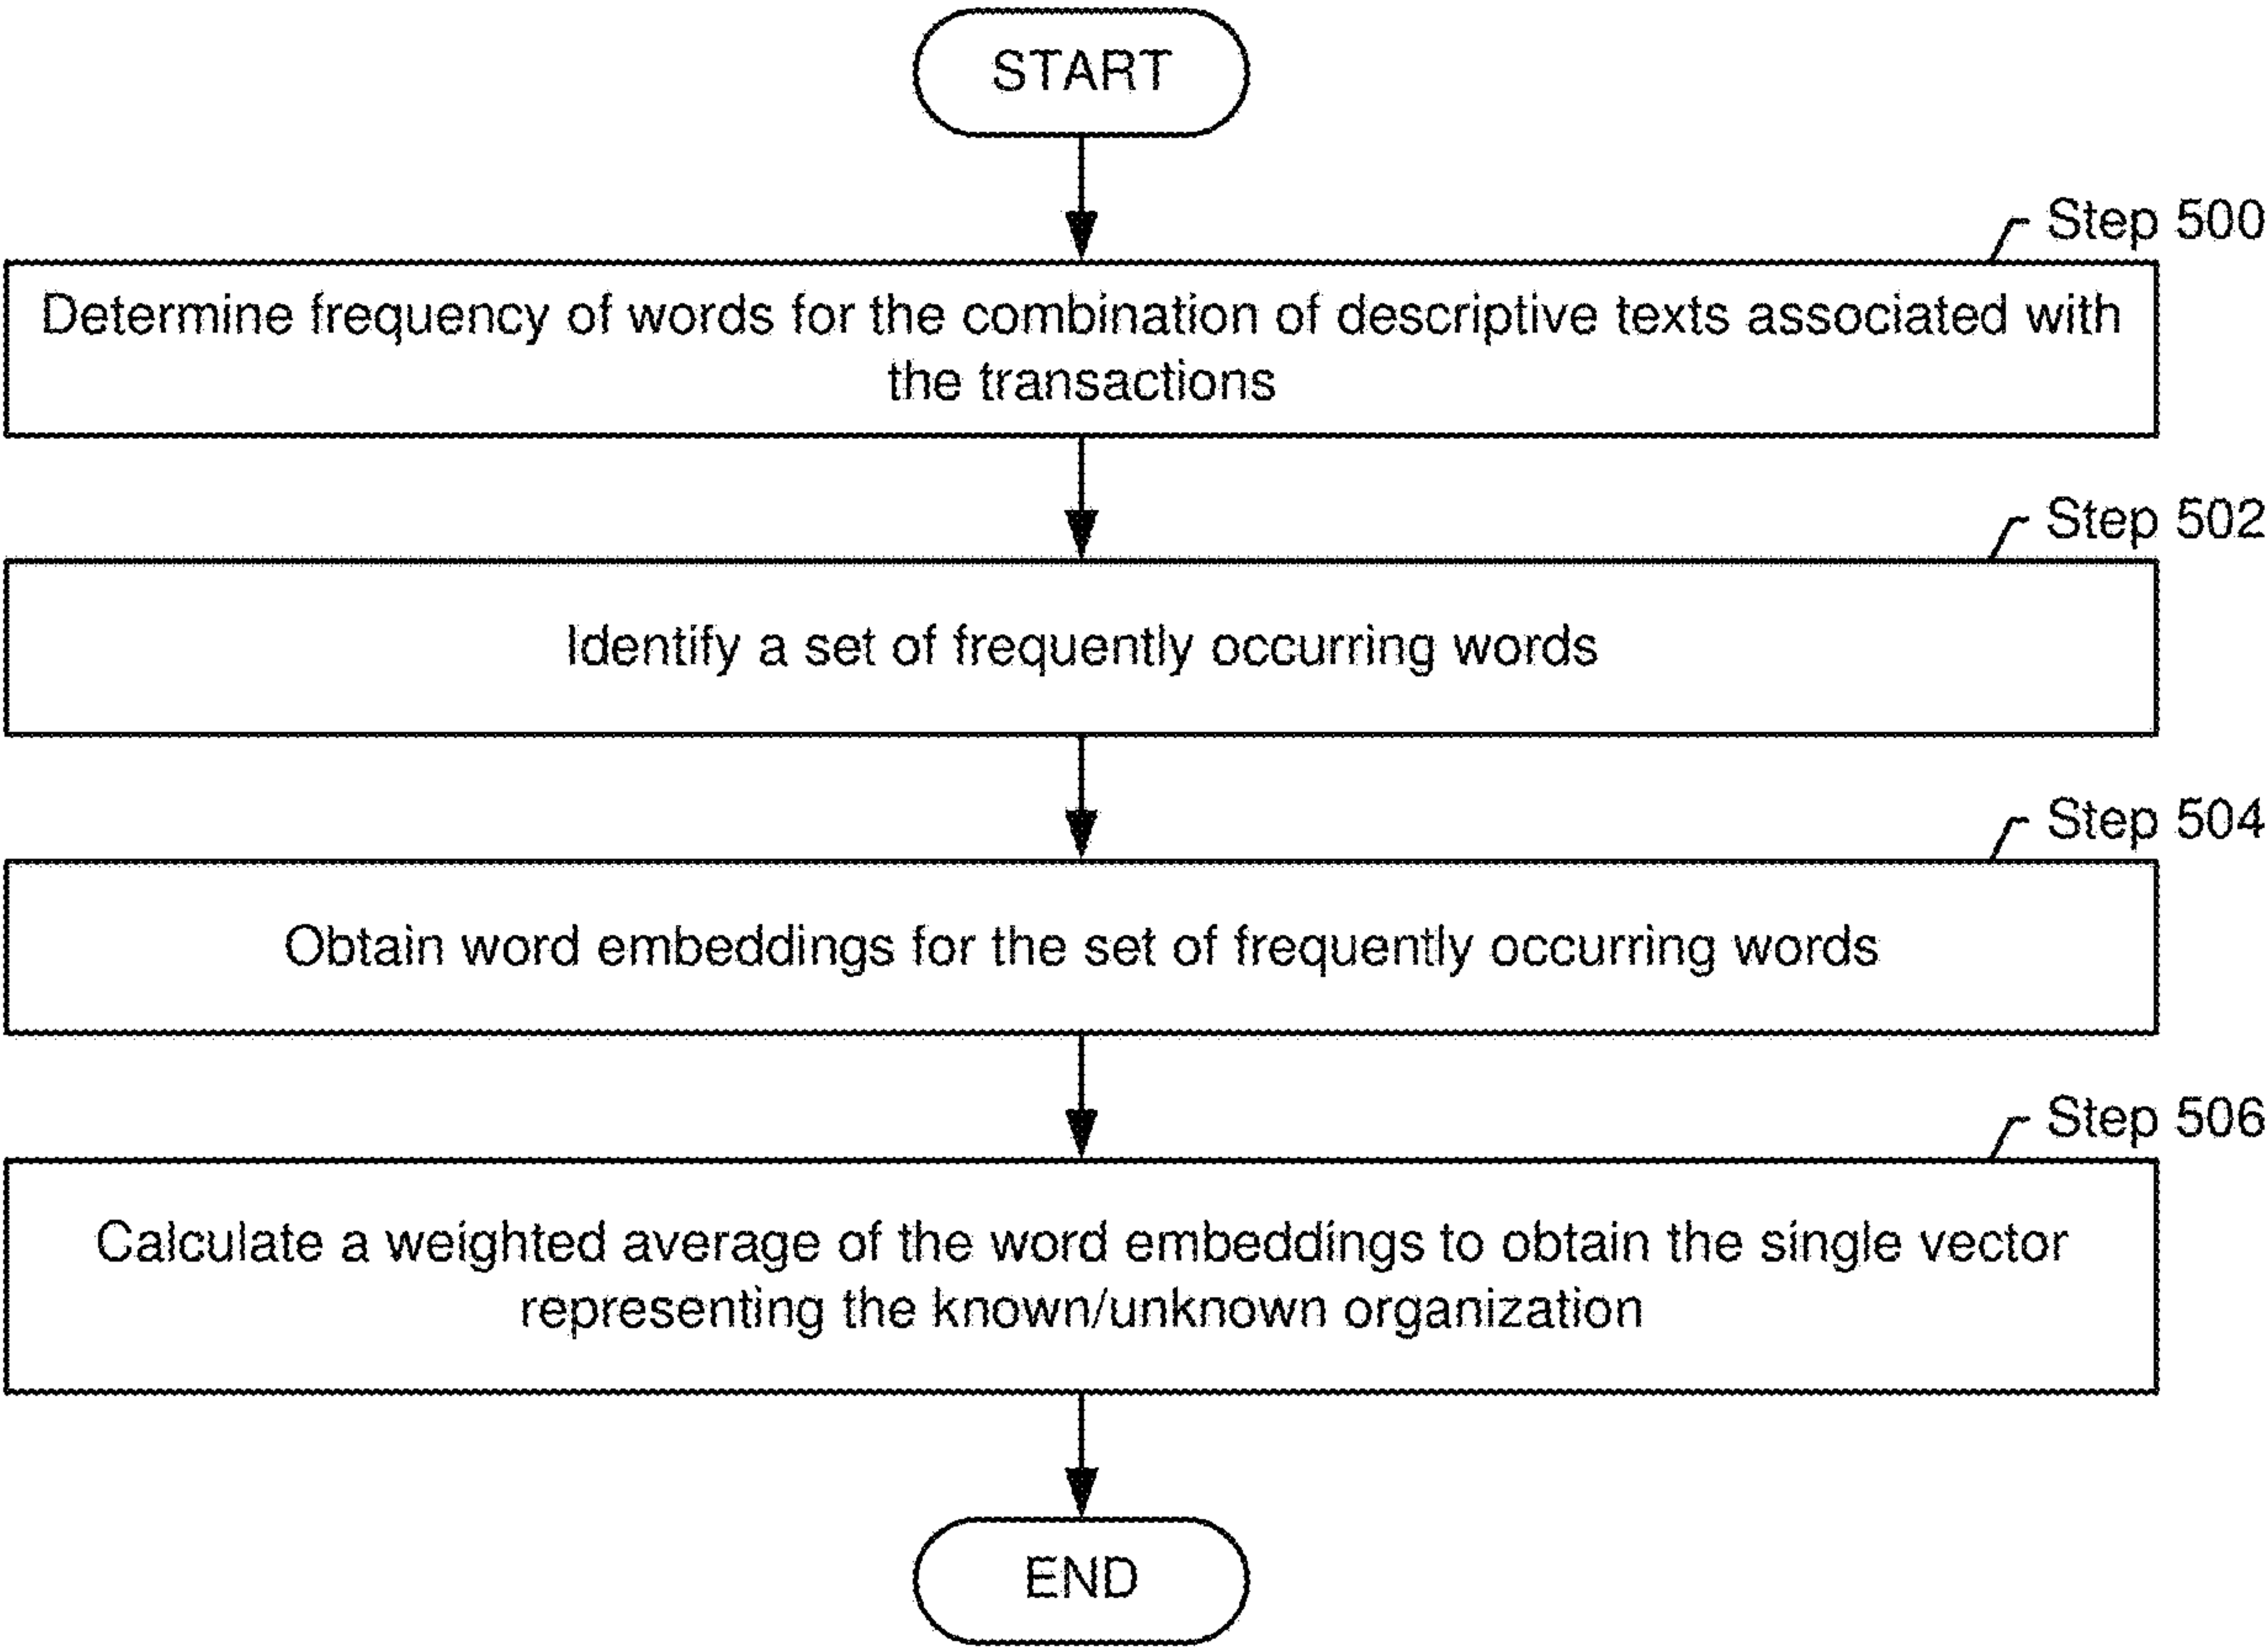 START
Step 500
Determine frequency of words for the combination of descriptive texts associated with
the transactions
Step 502
Identify a set of frequently occurring words
Step 504
Obtain word embeddings for the set of frequently occurring words
Step 506
Calculate a weighted average of the word embeddings to obtain the single vector
representing the known/unknown organization
END